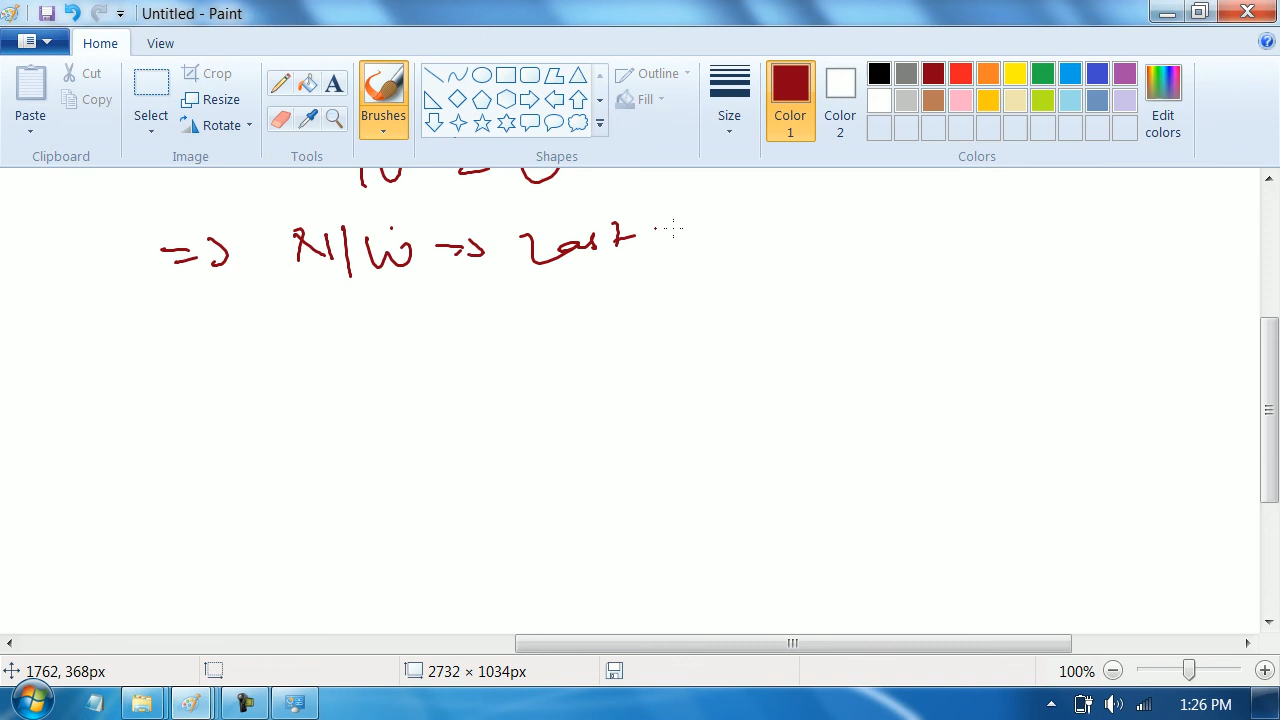 Untitled - Paint
Home View
Cut
Copy
Paste
Clipboard
Select
Crop
Resize
Rotate
Image
Tools
Brushes
Shapes
Outline
Fill
Size
Color 1
Color 2
Edit colors
Colors
=> N/10 => Last
1762, 368px
2732 × 1034px
100%
1:26 PM